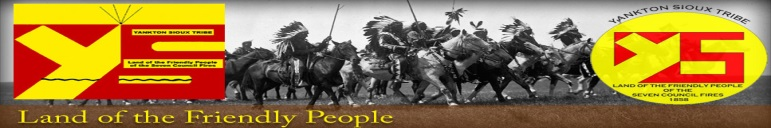 YANKTON SIOUX TRIBE
Land of the Friendly People
of the Seven Council Fires
Land of the Friendly People
YANKTON SIOUX TRIBE
YS
LAND OF THE FRIENDLY PEOPLE
OF THE
SEVEN COUNCIL FIRES
1858